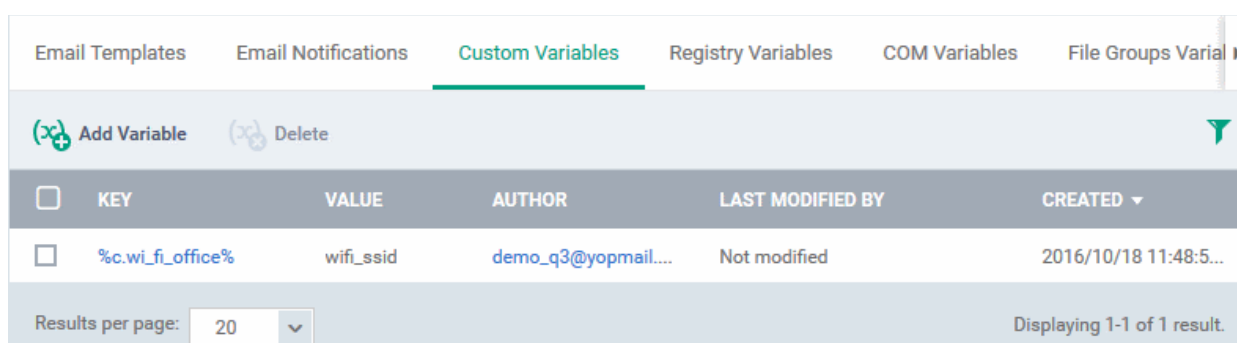 Email Templates Email Notifications Custom Variables Registry Variables COM Variables File Groups Varial
Add Variable Delete
KEY VALUE AUTHOR LAST MODIFIED BY CREATED
%c.wi_fi_office% wifi_ssid demo_q3@yopmail.... Not modified 2016/10/18 11:48:5...
Results per page: 20 Displaying 1-1 of 1 result.